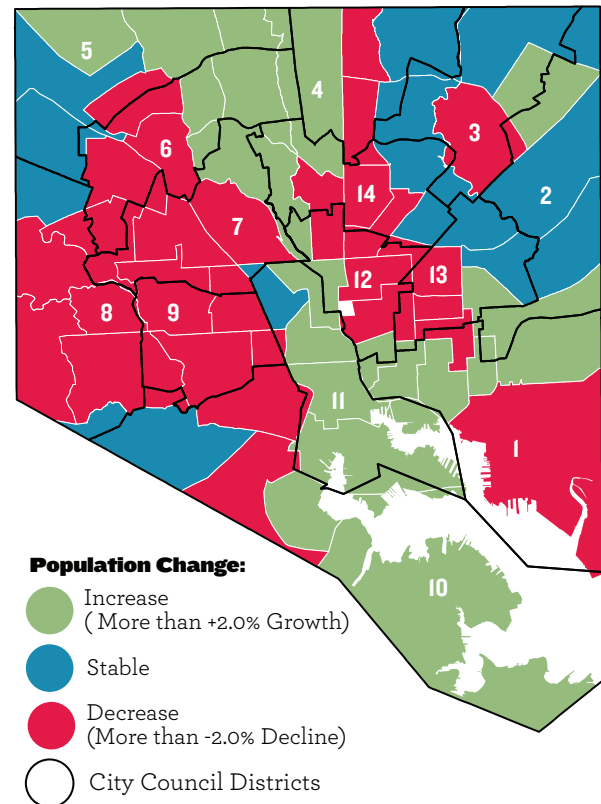 5
4
3
6
2
14
7
12
13
8
9
11
1
10
Population Change:
Increase
( More than +2.0% Growth)
Stable
Decrease
(More than -2.0% Decline)
City Council Districts